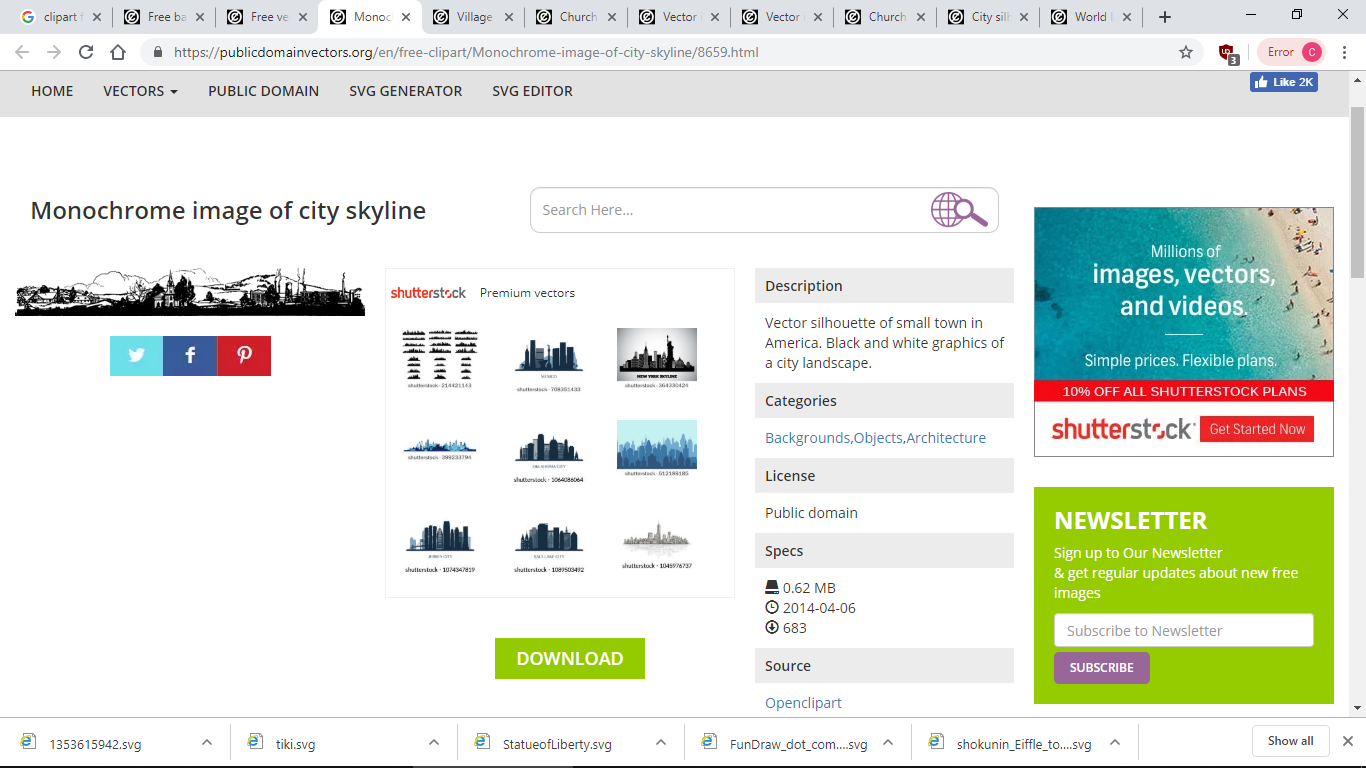 clipart f
Free ba
Free ve
Monoc
Village
Church
Vector
Vector
Church
City sill
World
https://publicdomainvectors.org/en/free-clipart/Monochrome-image-of-city-skyline/8659.html
3
Error
C
HOME
VECTORS
PUBLIC DOMAIN
SVG GENERATOR
SVG EDITOR
Like 2K
Monochrome image of city skyline
Search Here...
shutterstock Premium vectors
shutterstock · 214421143
MEXICO
shutterstock · 708351433
NEW YORK SKYLINE
shutterstock · 364330424
shutterstock · 399233794
OKLAHOMA CITY
shutterstock · 1064086064
shutterstock · 512189185
JERSEY CITY
shutterstock · 1074347819
SALT LAKE CITY
shutterstock · 1089503492
shutterstock · 1045976737
DOWNLOAD
Description
Vector silhouette of small town in
America. Black and white graphics of
a city landscape.
Categories
Backgrounds,Objects,Architecture
License
Public domain
Specs
0.62 MB
2014-04-06
683
Source
Openclipart
Millions of
images, vectors,
and videos.
Simple prices. Flexible plans.
10% OFF ALL SHUTTERSTOCK PLANS
shutterstock
Get Started Now
NEWSLETTER
Sign up to Our Newsletter
& get regular updates about new free
images
Subscribe to Newsletter
SUBSCRIBE
1353615942.svg
tiki.svg
StatueofLiberty.svg
FunDraw_dot_com....svg
shokunin_Eiffle_to....svg
Show all